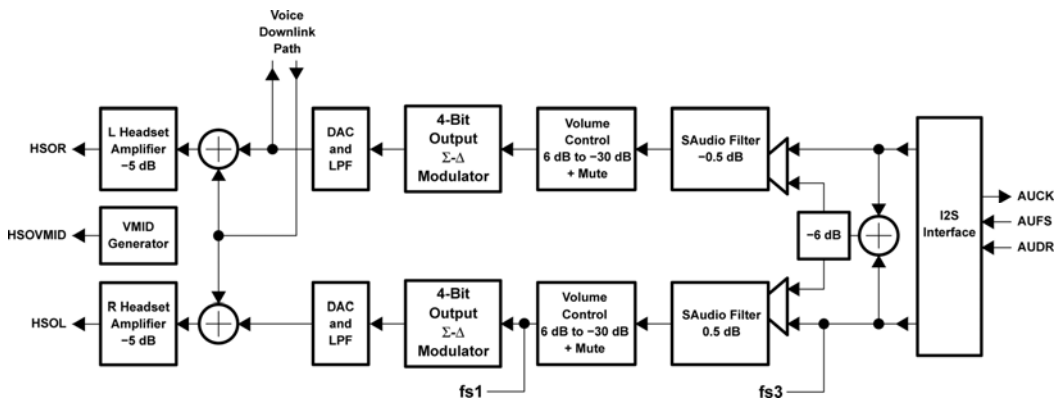 Voice
Downlink
Path
HSOR
L Headset
Amplifier
−5 dB
DAC
and
LPF
4-Bit
Output
Σ-Δ
Modulator
Volume
Control
6 dB to −30 dB
+ Mute
SAudio Filter
−0.5 dB
I2S
Interface
AUCK
AUFS
AUDR
HSOVMID
VMID
Generator
−6 dB
HSOL
R Headset
Amplifier
−5 dB
DAC
and
LPF
4-Bit
Output
Σ-Δ
Modulator
Volume
Control
6 dB to −30 dB
+ Mute
SAudio Filter
0.5 dB
fs1
fs3